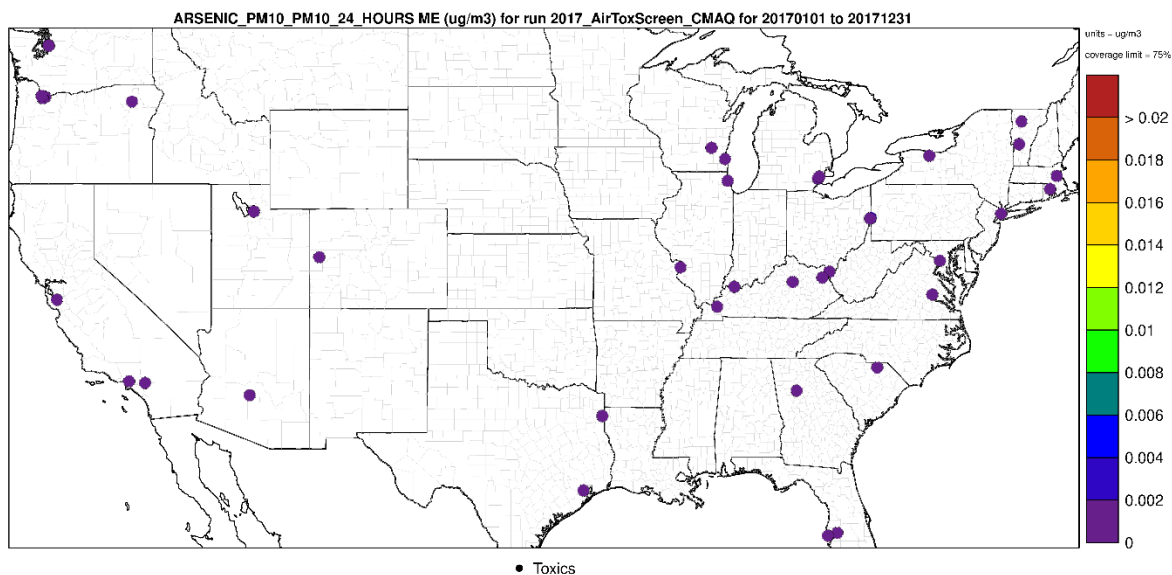 ARSENIC_PM10_PM10_24_HOURS ME (ug/m3) for run 2017_AirToxScreen_CMAQ for 20170101 to 20171231
units = ug/m3
coverage limit = 75%
> 0.02
0.018
0.016
0.014
0.012
0.01
0.008
0.006
0.004
0.002
0
Toxics